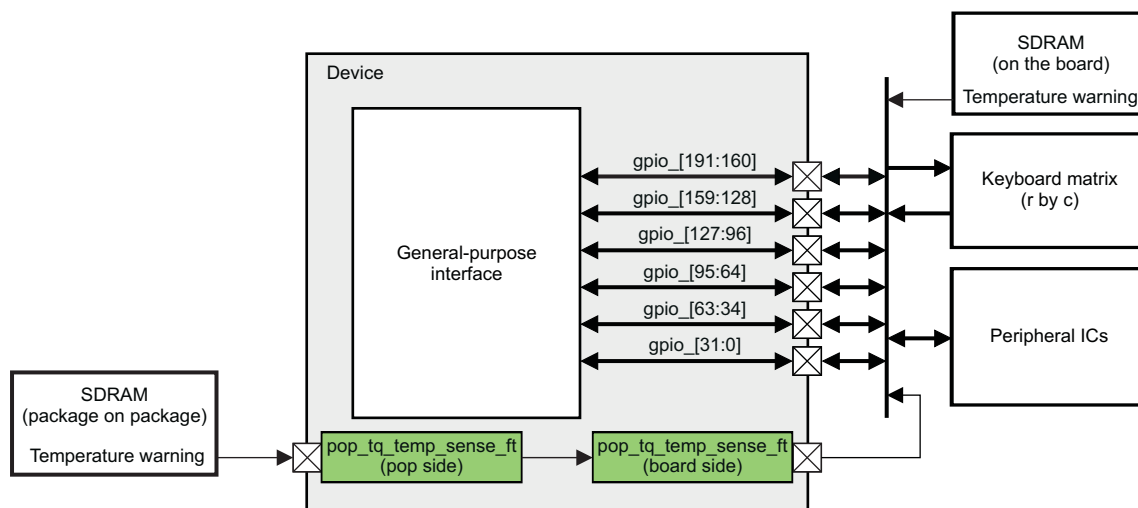 SDRAM
(on the board)
Temperature warning
Device
gpio_[191:160]
gpio_[159:128]
gpio_[127:96]
gpio_[95:64]
gpio_[63:34]
gpio_[31:0]
General-purpose
interface
Keyboard matrix
(r by c)
Peripheral ICs
SDRAM
(package on package)
Temperature warning
pop_tq_temp_sense_ft
(pop side)
pop_tq_temp_sense_ft
(board side)